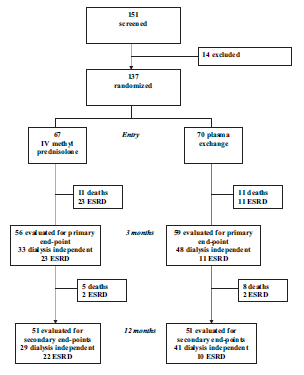 151
screened
14 excluded
137
randomized
67
IV methyl
prednisolone
Entry
70 plasma
exchange
11 deaths
23 ESRD
11 deaths
11 ESRD
56 evaluated for primary
end-point
33 dialysis independent
23 ESRD
3 months
59 evaluated for primary
end-point
48 dialysis independent
11 ESRD
5 deaths
2 ESRD
8 deaths
2 ESRD
51 evaluated for
secondary end-points
29 dialysis independent
22 ESRD
12 months
51 evaluated for
secondary end-points
41 dialysis independent
10 ESRD